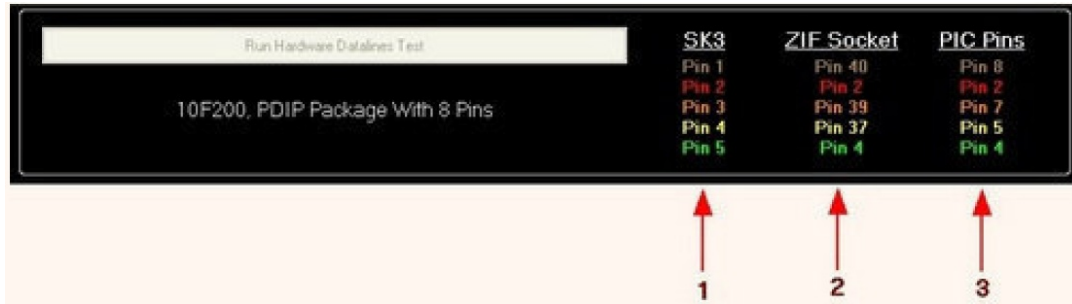 Run Hardware Datalines Test
10F200, PDIP Package With 8 Pins
SK3 ZIF Socket PIC Pins
Pin 1 Pin 40 Pin 8
Pin 2 Pin 2 Pin 2
Pin 3 Pin 39 Pin 7
Pin 4 Pin 37 Pin 5
Pin 5 Pin 4 Pin 4
1 2 3